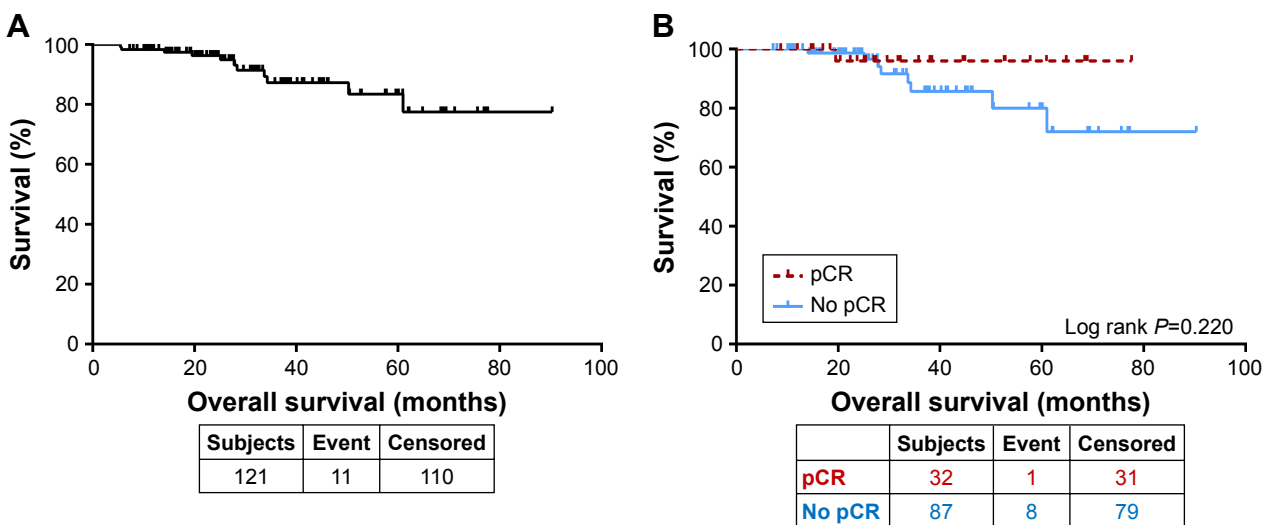 A
Survival (%)
100
80
60
40
20
0
0 20 40 60 80 100
Overall survival (months)
Subjects Event Censored
121 11 110
B
Survival (%)
100
80
60
40
20
0
pCR
No pCR
Log rank P=0.220
0 20 40 60 80 100
Overall survival (months)
Subjects Event Censored
pCR 32 1 31
No pCR 87 8 79